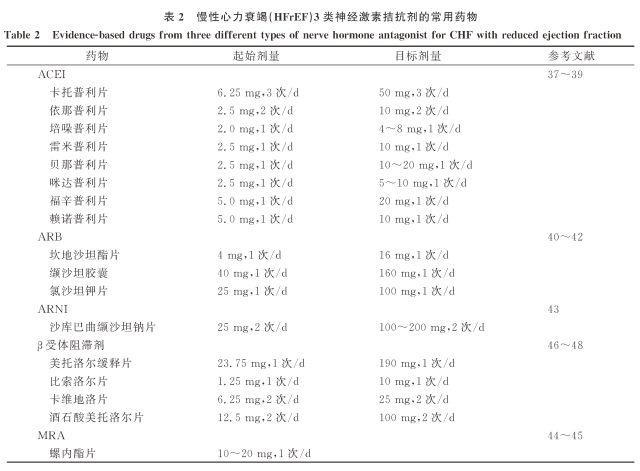 表 2 慢性心力衰竭(HFrEF)3 类神经激素拮抗剂的常用药物
Table 2 Evidence-based drugs from three different types of nerve hormone antagonist for CHF with reduced ejection fraction
药物 起始剂量 目标剂量 参考文献
ACEI 37～39
卡托普利片 6.25 mg,3 次/d 50 mg,3 次/d
依那普利片 2.5 mg,2 次/d 10 mg,2 次/d
培哚普利片 2.0 mg,1 次/d 4～8 mg,1 次/d
雷米普利片 2.5 mg,1 次/d 10 mg,1 次/d
贝那普利片 2.5 mg,1 次/d 10～20 mg,1 次/d
咪达普利片 2.5 mg,1 次/d 5～10 mg,1 次/d
福辛普利片 5.0 mg,1 次/d 20 mg,1 次/d
赖诺普利片 5.0 mg,1 次/d 10 mg,1 次/d
ARB 40～42
坎地沙坦酯片 4 mg,1 次/d 16 mg,1 次/d
缬沙坦胶囊 40 mg,1 次/d 160 mg,1 次/d
氯沙坦钾片 25 mg,1 次/d 100 mg,1 次/d
ARNI 43
沙库巴曲缬沙坦钠片 25 mg,2 次/d 100～200 mg,2 次/d
β受体阻滞剂 46～48
美托洛尔缓释片 23.75 mg,1 次/d 190 mg,1 次/d
比索洛尔片 1.25 mg,1 次/d 10 mg,1 次/d
卡维地洛片 6.25 mg,2 次/d 25 mg,2 次/d
酒石酸美托洛尔片 12.5 mg,2 次/d 100 mg,2 次/d
MRA 44～45
螺内酯片 10～20 mg,1 次/d